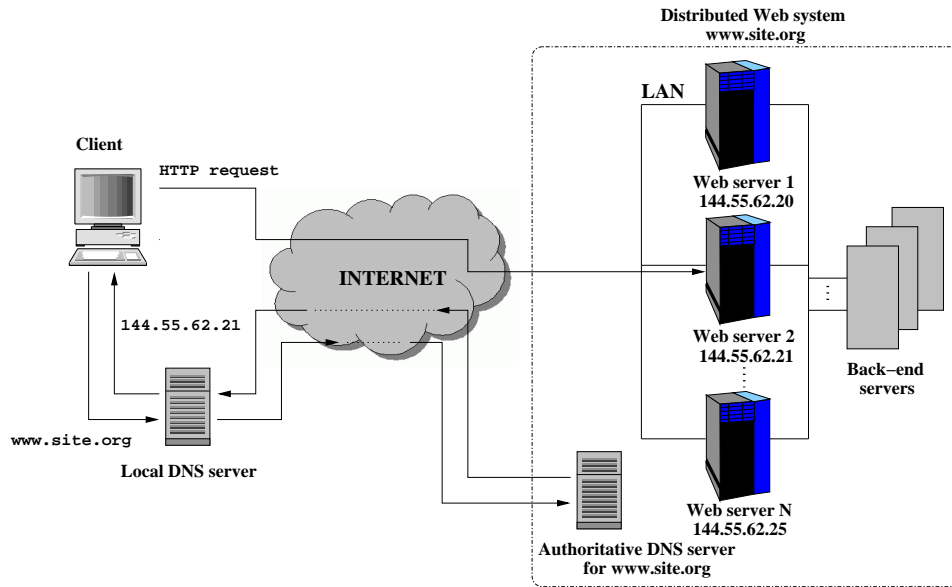 Distributed Web system
www.site.org
LAN
Client
HTTP request
Web server 1
144.55.62.20
INTERNET
144.55.62.21
Web server 2
144.55.62.21
Back−end
servers
www.site.org
Local DNS server
Web server N
144.55.62.25
Authoritative DNS server
for www.site.org